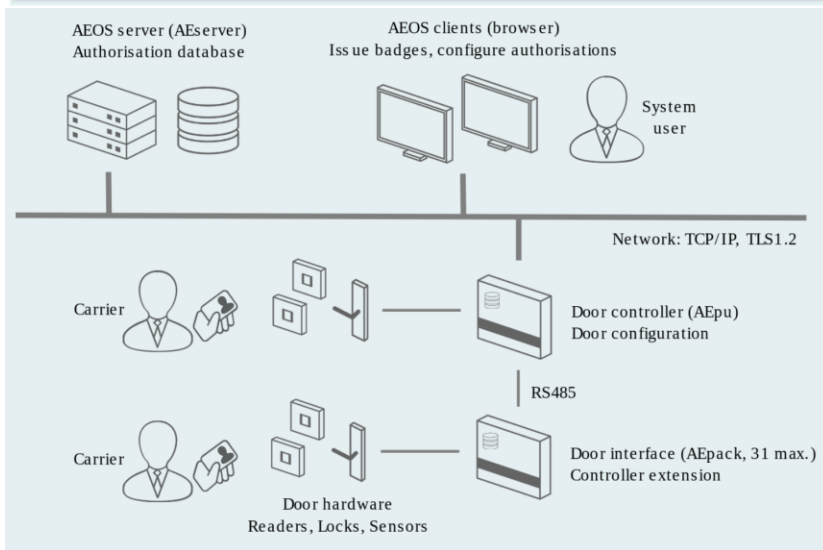 AEOS server (AEserver)
Authorisation database
AEOS clients (browser)
Issue badges, configure authorisations
System
user
Network: TCP/IP, TLS1.2
Carrier
Door controller (AEpu)
Door configuration
RS485
Carrier
Door interface (AEpack, 31 max.)
Controller extension
Door hardware
Readers, Locks, Sensors